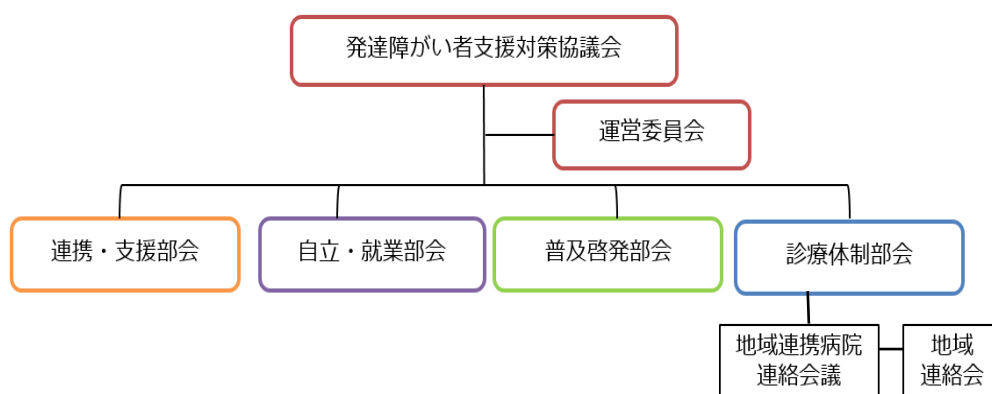 発達障がい者支援対策協議会
運営委員会
連携・支援部会
自立・就業部会
普及啓発部会
診療体制部会
地域連携病院
連絡会議
地域
連絡会